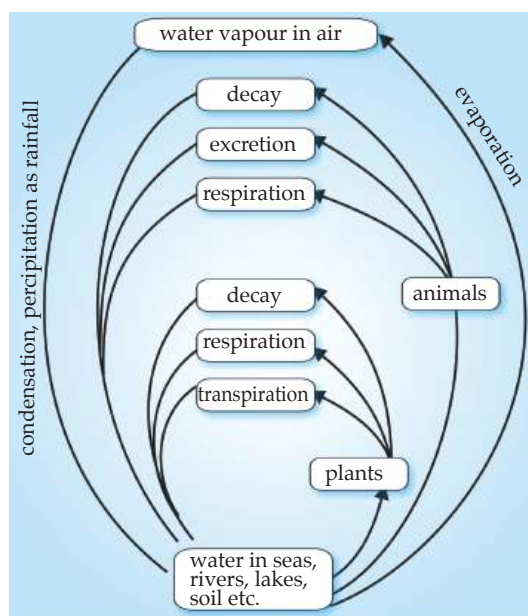 water vapour in air
decay
excretion
respiration
animals
decay
respiration
transpiration
plants
water in seas,
rivers, lakes,
soil etc.
condensation, percipitation as rainfall
evaporation